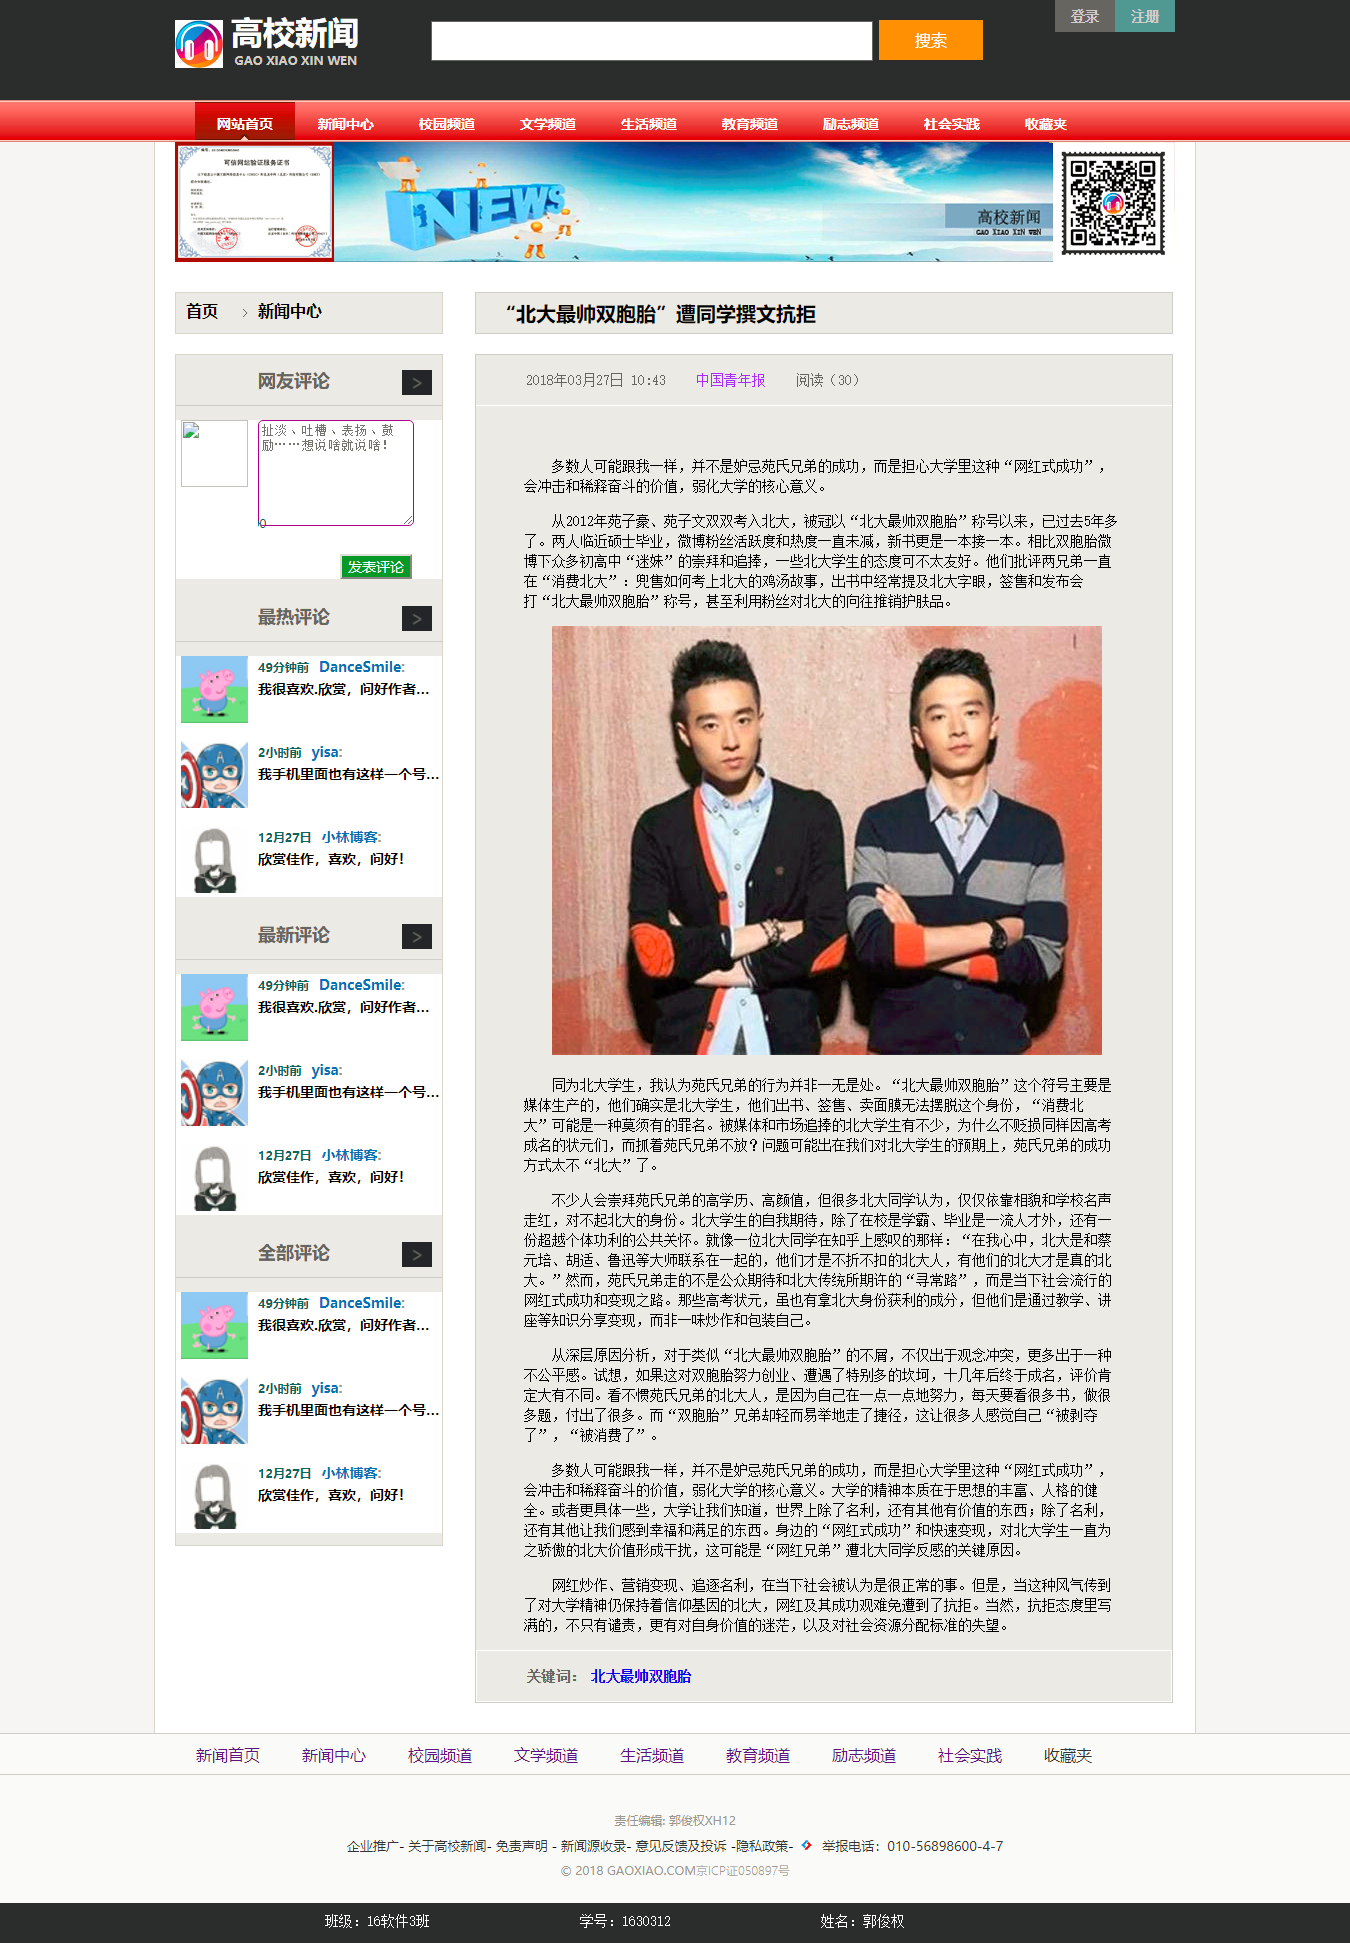 高校新闻
GAO XIAO XIN WEN
搜索
登录 注册
网站首页 新闻中心 校园频道 文学频道 生活频道 教育频道 励志频道 社会实践 收藏夹
可信网站验证服务证书
NEWS
高校新闻
GAO XIAO XIN WEN
首页 > 新闻中心
“北大最帅双胞胎”遭同学撰文抗拒
网友评论 >
扯淡、吐槽、表扬、鼓
励……想说啥就说啥!
0
发表评论
最热评论 >
49分钟前 DanceSmile:
我很喜欢.欣赏，问好作者...
2小时前 yisa:
我手机里面也有这样一个号...
12月27日 小林博客:
欣赏佳作，喜欢，问好！
最新评论 >
49分钟前 DanceSmile:
我很喜欢.欣赏，问好作者...
2小时前 yisa:
我手机里面也有这样一个号...
12月27日 小林博客:
欣赏佳作，喜欢，问好！
全部评论 >
49分钟前 DanceSmile:
我很喜欢.欣赏，问好作者...
2小时前 yisa:
我手机里面也有这样一个号...
12月27日 小林博客:
欣赏佳作，喜欢，问好！
2018年03月27日 10:43 中国青年报 阅读（30）
多数人可能跟我一样，并不是妒忌苑氏兄弟的成功，而是担心大学里这种“网红式成功”，
会冲击和稀释奋斗的价值，弱化大学的核心意义。
从2012年苑子豪、苑子文双双考入北大，被冠以“北大最帅双胞胎”称号以来，已过去5年多
了。两人临近硕士毕业，微博粉丝活跃度和热度一直未减，新书更是一本接一本。相比双胞胎微
博下众多初高中“迷妹”的崇拜和追捧，一些北大学生的态度可不太友好。他们批评两兄弟一直
在“消费北大”：兜售如何考上北大的鸡汤故事，出书中经常提及北大字眼，签售和发布会
打“北大最帅双胞胎”称号，甚至利用粉丝对北大的向往推销护肤品。
同为北大学生，我认为苑氏兄弟的行为并非一无是处。“北大最帅双胞胎”这个符号主要是
媒体生产的，他们确实是北大学生，他们出书、签售、卖面膜无法摆脱这个身份，“消费北
大”可能是一种莫须有的罪名。被媒体和市场追捧的北大学生有不少，为什么不贬损同样因高考
成名的状元们，而抓着苑氏兄弟不放？问题可能出在我们对北大学生的预期上，苑氏兄弟的成功
方式太不“北大”了。
不少人会崇拜苑氏兄弟的高学历、高颜值，但很多北大同学认为，仅仅依靠相貌和学校名声
走红，对不起北大的身份。北大学生的自我期待，除了在校是学霸、毕业是一流人才外，还有一
份超越个体功利的公共关怀。就像一位北大同学在知乎上感叹的那样：“在我心中，北大是和蔡
元培、胡适、鲁迅等大师联系在一起的，他们才是不折不扣的北大人，有他们的北大才是真的北
大。”然而，苑氏兄弟走的不是公众期待和北大传统所期许的“寻常路”，而是当下社会流行的
网红式成功和变现之路。那些高考状元，虽也有拿北大身份获利的成分，但他们是通过教学、讲
座等知识分享变现，而非一味炒作和包装自己。
从深层原因分析，对于类似“北大最帅双胞胎”的不屑，不仅出于观念冲突，更多出于一种
不公平感。试想，如果这对双胞胎努力创业、遭遇了特别多的坎坷，十几年后终于成名，评价肯
定大有不同。看不惯苑氏兄弟的北大人，是因为自己在一点一点地努力，每天要看很多书，做很
多题，付出了很多。而“双胞胎”兄弟却轻而易举地走了捷径，这让很多人感觉自己“被剥夺
了”，“被消费了”。
多数人可能跟我一样，并不是妒忌苑氏兄弟的成功，而是担心大学里这种“网红式成功”，
会冲击和稀释奋斗的价值，弱化大学的核心意义。大学的精神本质在于思想的丰富、人格的健
全。或者更具体一些，大学让我们知道，世界上除了名利，还有其他有价值的东西；除了名利，
还有其他让我们感到幸福和满足的东西。身边的“网红式成功”和快速变现，对北大学生一直为
之骄傲的北大价值形成干扰，这可能是“网红兄弟”遭北大同学反感的关键原因。
网红炒作、营销变现、追逐名利，在当下社会被认为是很正常的事。但是，当这种风气传到
了对大学精神仍保持着信仰基因的北大，网红及其成功观难免遭到了抗拒。当然，抗拒态度里写
满的，不只有谴责，更有对自身价值的迷茫，以及对社会资源分配标准的失望。
关键词： 北大最帅双胞胎
新闻首页 新闻中心 校园频道 文学频道 生活频道 教育频道 励志频道 社会实践 收藏夹
责任编辑: 郭俊权XH12
企业推广- 关于高校新闻- 免责声明 - 新闻源收录- 意见反馈及投诉 -隐私政策- 举报电话：010-56898600-4-7
© 2018 GAOXIAO.COM京ICP证050897号
班级：16软件3班 学号：1630312 姓名：郭俊权